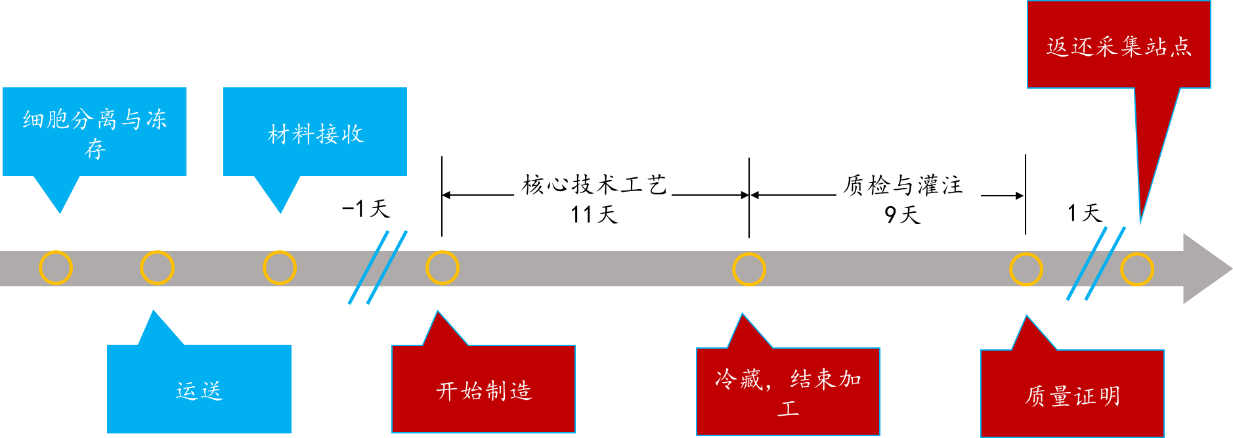 返还采集站点
细胞分离与冻
存
材料接收
-1天
核心技术工艺
11天
质检与灌注
9天
1天
运送
开始制造
冷藏，结束加
工
质量证明